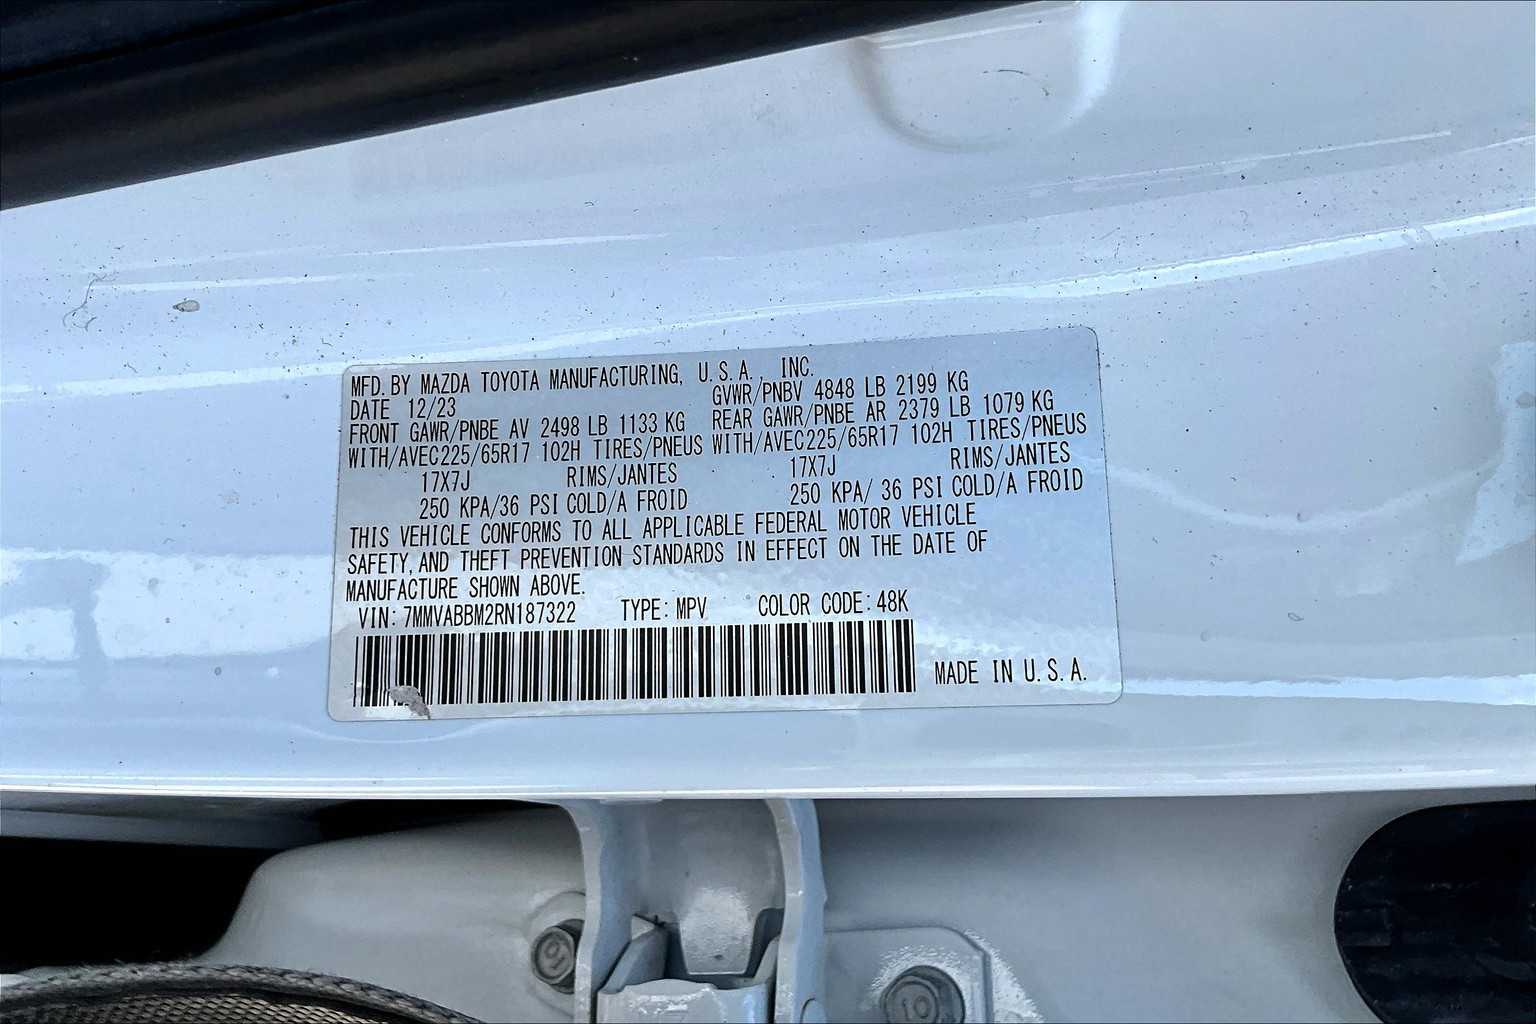 MFD. BY MAZDA TOYOTA MANUFACTURING, U.S.A., INC.
DATE 12/23 GVWR/PNBV 4848 LB 2199 KG
FRONT GAWR/PNBE AV 2498 LB 1133 KG REAR GAWR/PNBE AR 2379 LB 1079 KG
WITH/AVEC225/65R17 102H TIRES/PNEUS WITH/AVEC225/65R17 102H TIRES/PNEUS
17X7J RIMS/JANTES 17X7J RIMS/JANTES
250 KPA/36 PSI COLD/A FROID 250 KPA/ 36 PSI COLD/A FROID
THIS VEHICLE CONFORMS TO ALL APPLICABLE FEDERAL MOTOR VEHICLE
SAFETY, AND THEFT PREVENTION STANDARDS IN EFFECT ON THE DATE OF
MANUFACTURE SHOWN ABOVE.
VIN: 7MMVABBM2RN187322 TYPE: MPV COLOR CODE: 48K
MADE IN U.S.A.
10
10